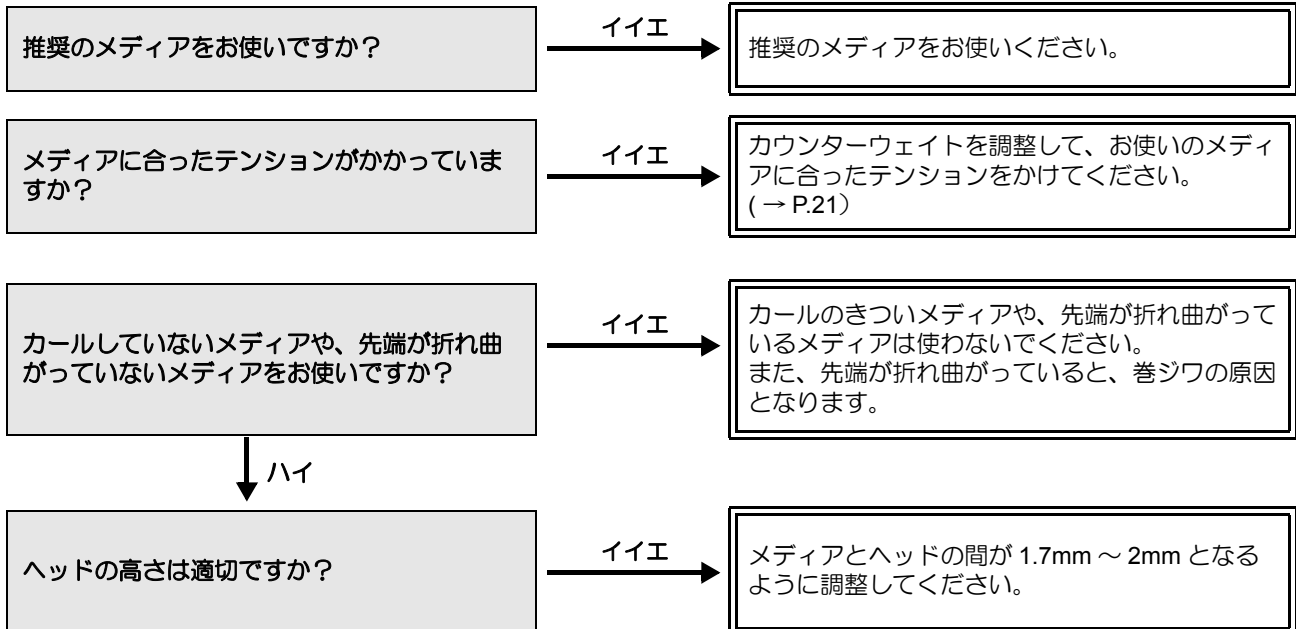 推奨のメディアをお使いですか？
イイエ
推奨のメディアをお使いください。
メディアに合ったテンションがかかっていま
すか？
イイエ
カウンターウェイトを調整して、お使いのメディ
アに合ったテンションをかけてください。
( → P.21）
カールしていないメディアや、先端が折れ曲
がっていないメディアをお使いですか？
イイエ
カールのきついメディアや、先端が折れ曲がって
いるメディアは使わないでください。
また、先端が折れ曲がっていると、巻ジワの原因
となります。
ハイ
ヘッドの高さは適切ですか？
イイエ
メディアとヘッドの間が 1.7mm ～ 2mm となる
ように調整してください。